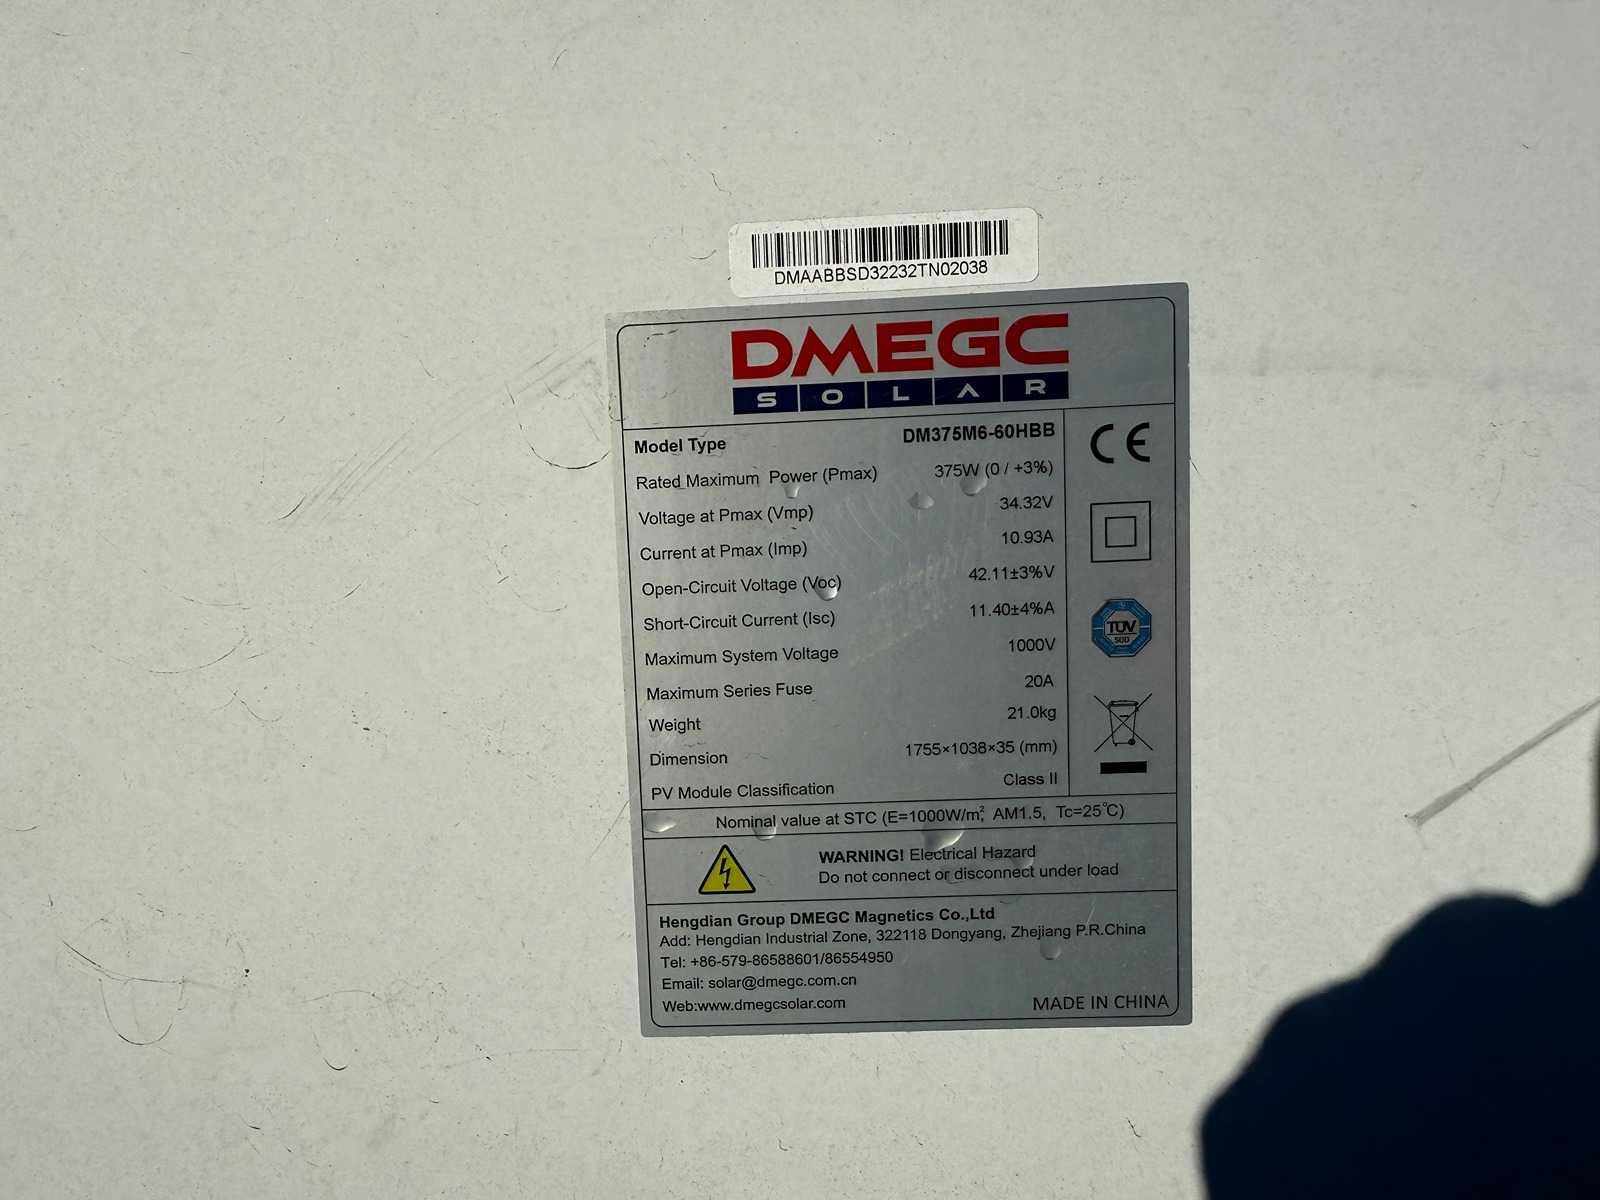 DMAABBSD32232TN02038
DMEGC
SOLAR
Model Type DM375M6-60HBB
Rated Maximum Power (Pmax) 375W (0 / +3%)
Voltage at Pmax (Vmp) 34.32V
Current at Pmax (Imp) 10.93A
Open-Circuit Voltage (Voc) 42.11±3%V
Short-Circuit Current (Isc) 11.40±4%A
Maximum System Voltage 1000V
Maximum Series Fuse 20A
Weight 21.0kg
Dimension 1755×1038×35 (mm)
PV Module Classification Class II
CE
TÜV
SÜD
Nominal value at STC (E=1000W/m², AM1.5, Tc=25℃)
WARNING! Electrical Hazard
Do not connect or disconnect under load
Hengdian Group DMEGC Magnetics Co.,Ltd
Add: Hengdian Industrial Zone, 322118 Dongyang, Zhejiang P.R.China
Tel: +86-579-86588601/86554950
Email: solar@dmegc.com.cn
Web:www.dmegcsolar.com
MADE IN CHINA